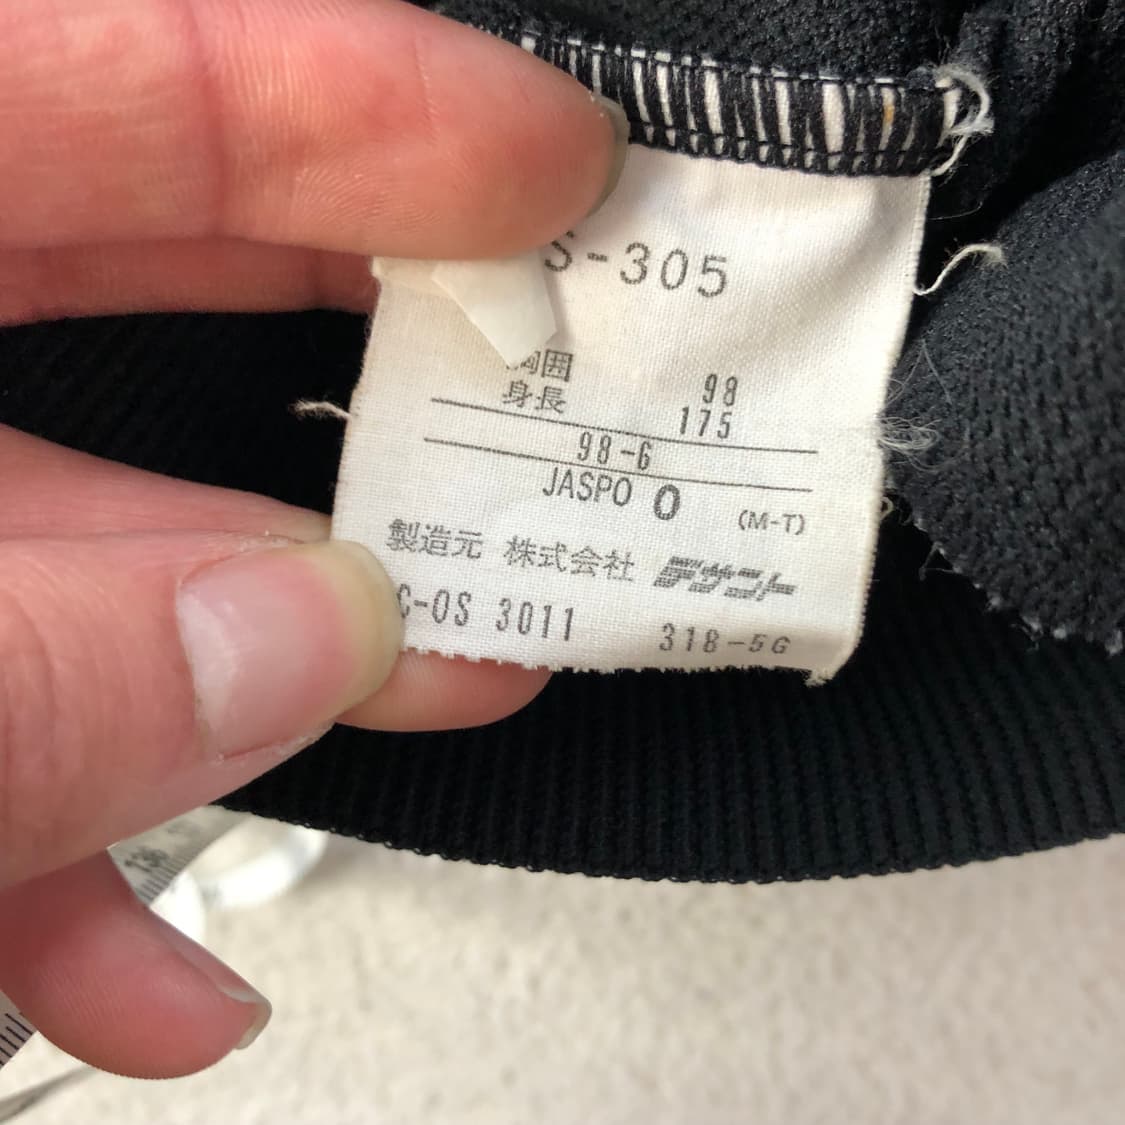 S-305
胸囲 98
身長 175
98-6
JASPO O (M-T)
製造元 株式会社 デサント
C-OS 3011 318-5G
136